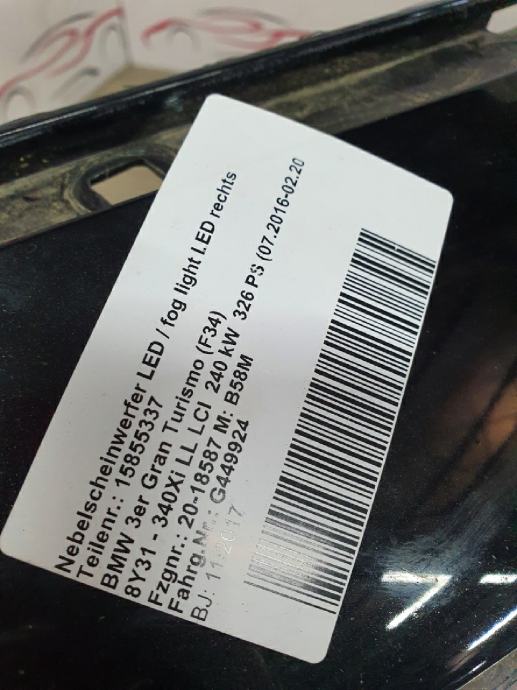 Nebelscheinwerfer LED / fog light LED rechts
Teilenr.: 15855337
BMW 3er Gran Turismo (F34)
8Y31 - 340Xi LL LCI 240 kW 326 PS (07.2016-02.20
Fzgnr.: 20-18587 M: B58M
Fahrg.Nr.: G449924
BJ: 11.2017